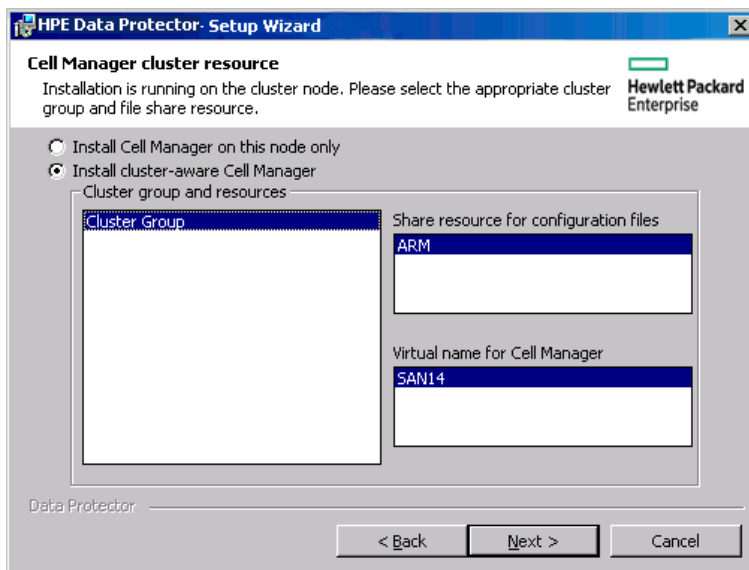 HPE Data Protector- Setup Wizard
Cell Manager cluster resource
Installation is running on the cluster node. Please select the appropriate cluster
group and file share resource.
Hewlett Packard
Enterprise
Install Cell Manager on this node only
Install cluster-aware Cell Manager
Cluster group and resources
Cluster Group
Share resource for configuration files
ARM
Virtual name for Cell Manager
SAN14
Data Protector
< Back
Next >
Cancel